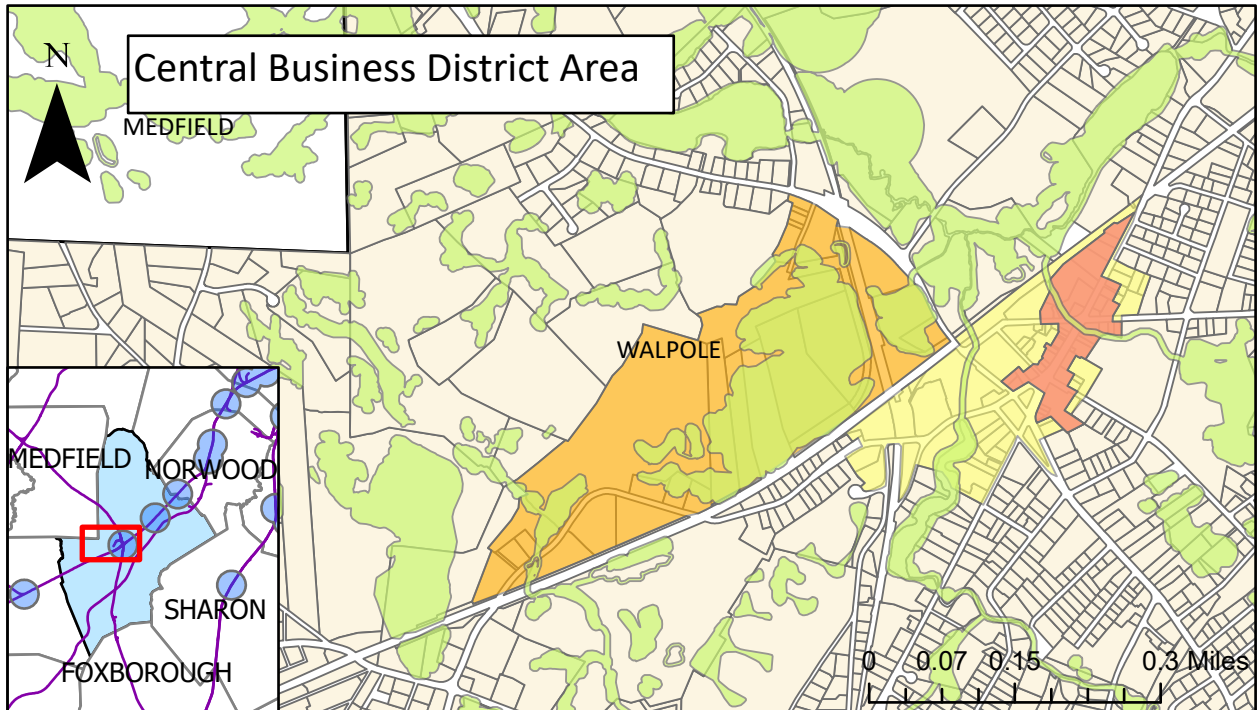 N
Central Business District Area
MEDFIELD
WALPOLE
MEDFIELD
NORWOOD
SHARON
FOXBOROUGH
0 0.07 0.15 0.3 Miles